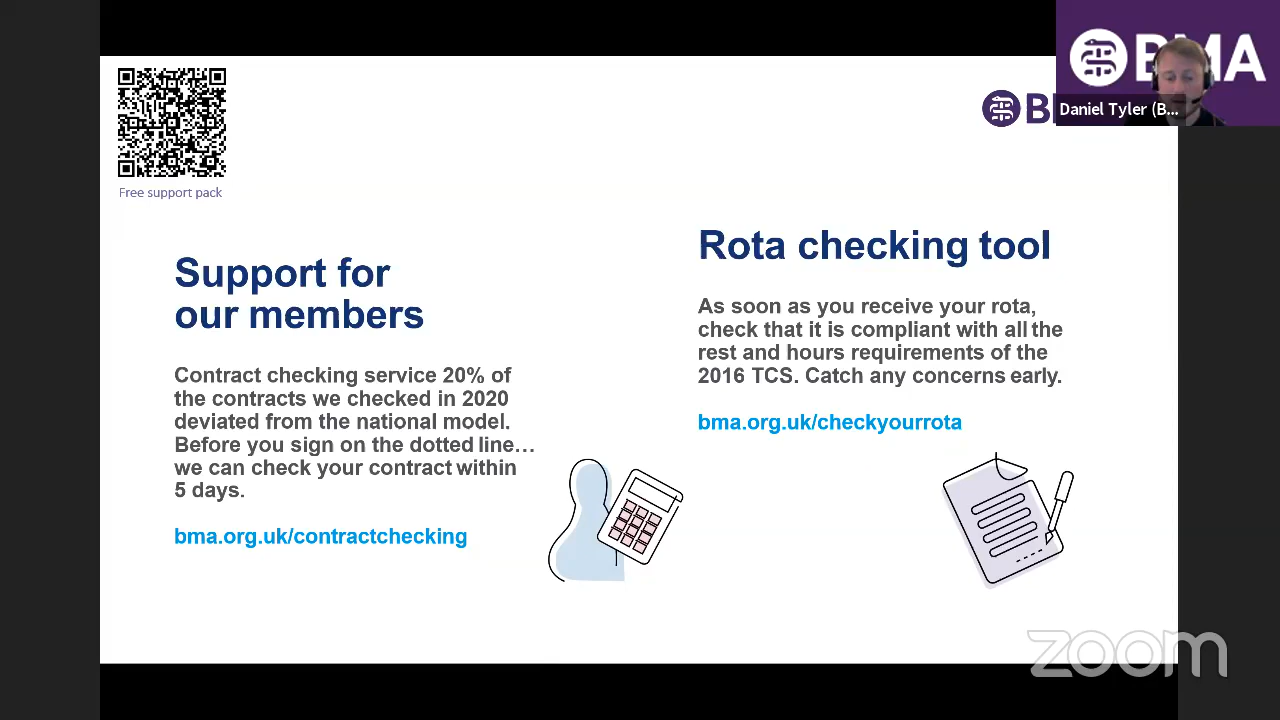 BMA
Daniel Tyler (B...
Free support pack
Support for
our members
Contract checking service 20% of
the contracts we checked in 2020
deviated from the national model.
Before you sign on the dotted line…
we can check your contract within
5 days.
bma.org.uk/contractchecking
Rota checking tool
As soon as you receive your rota,
check that it is compliant with all the
rest and hours requirements of the
2016 TCS. Catch any concerns early.
bma.org.uk/checkyourrota
zoom